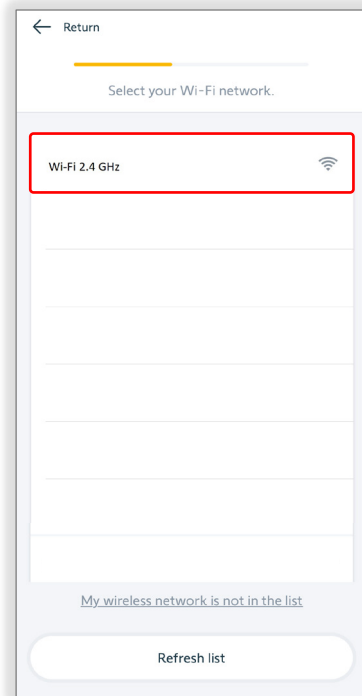 Return
Select your Wi-Fi network.
Wi-Fi 2.4 GHz
My wireless network is not in the list
Refresh list